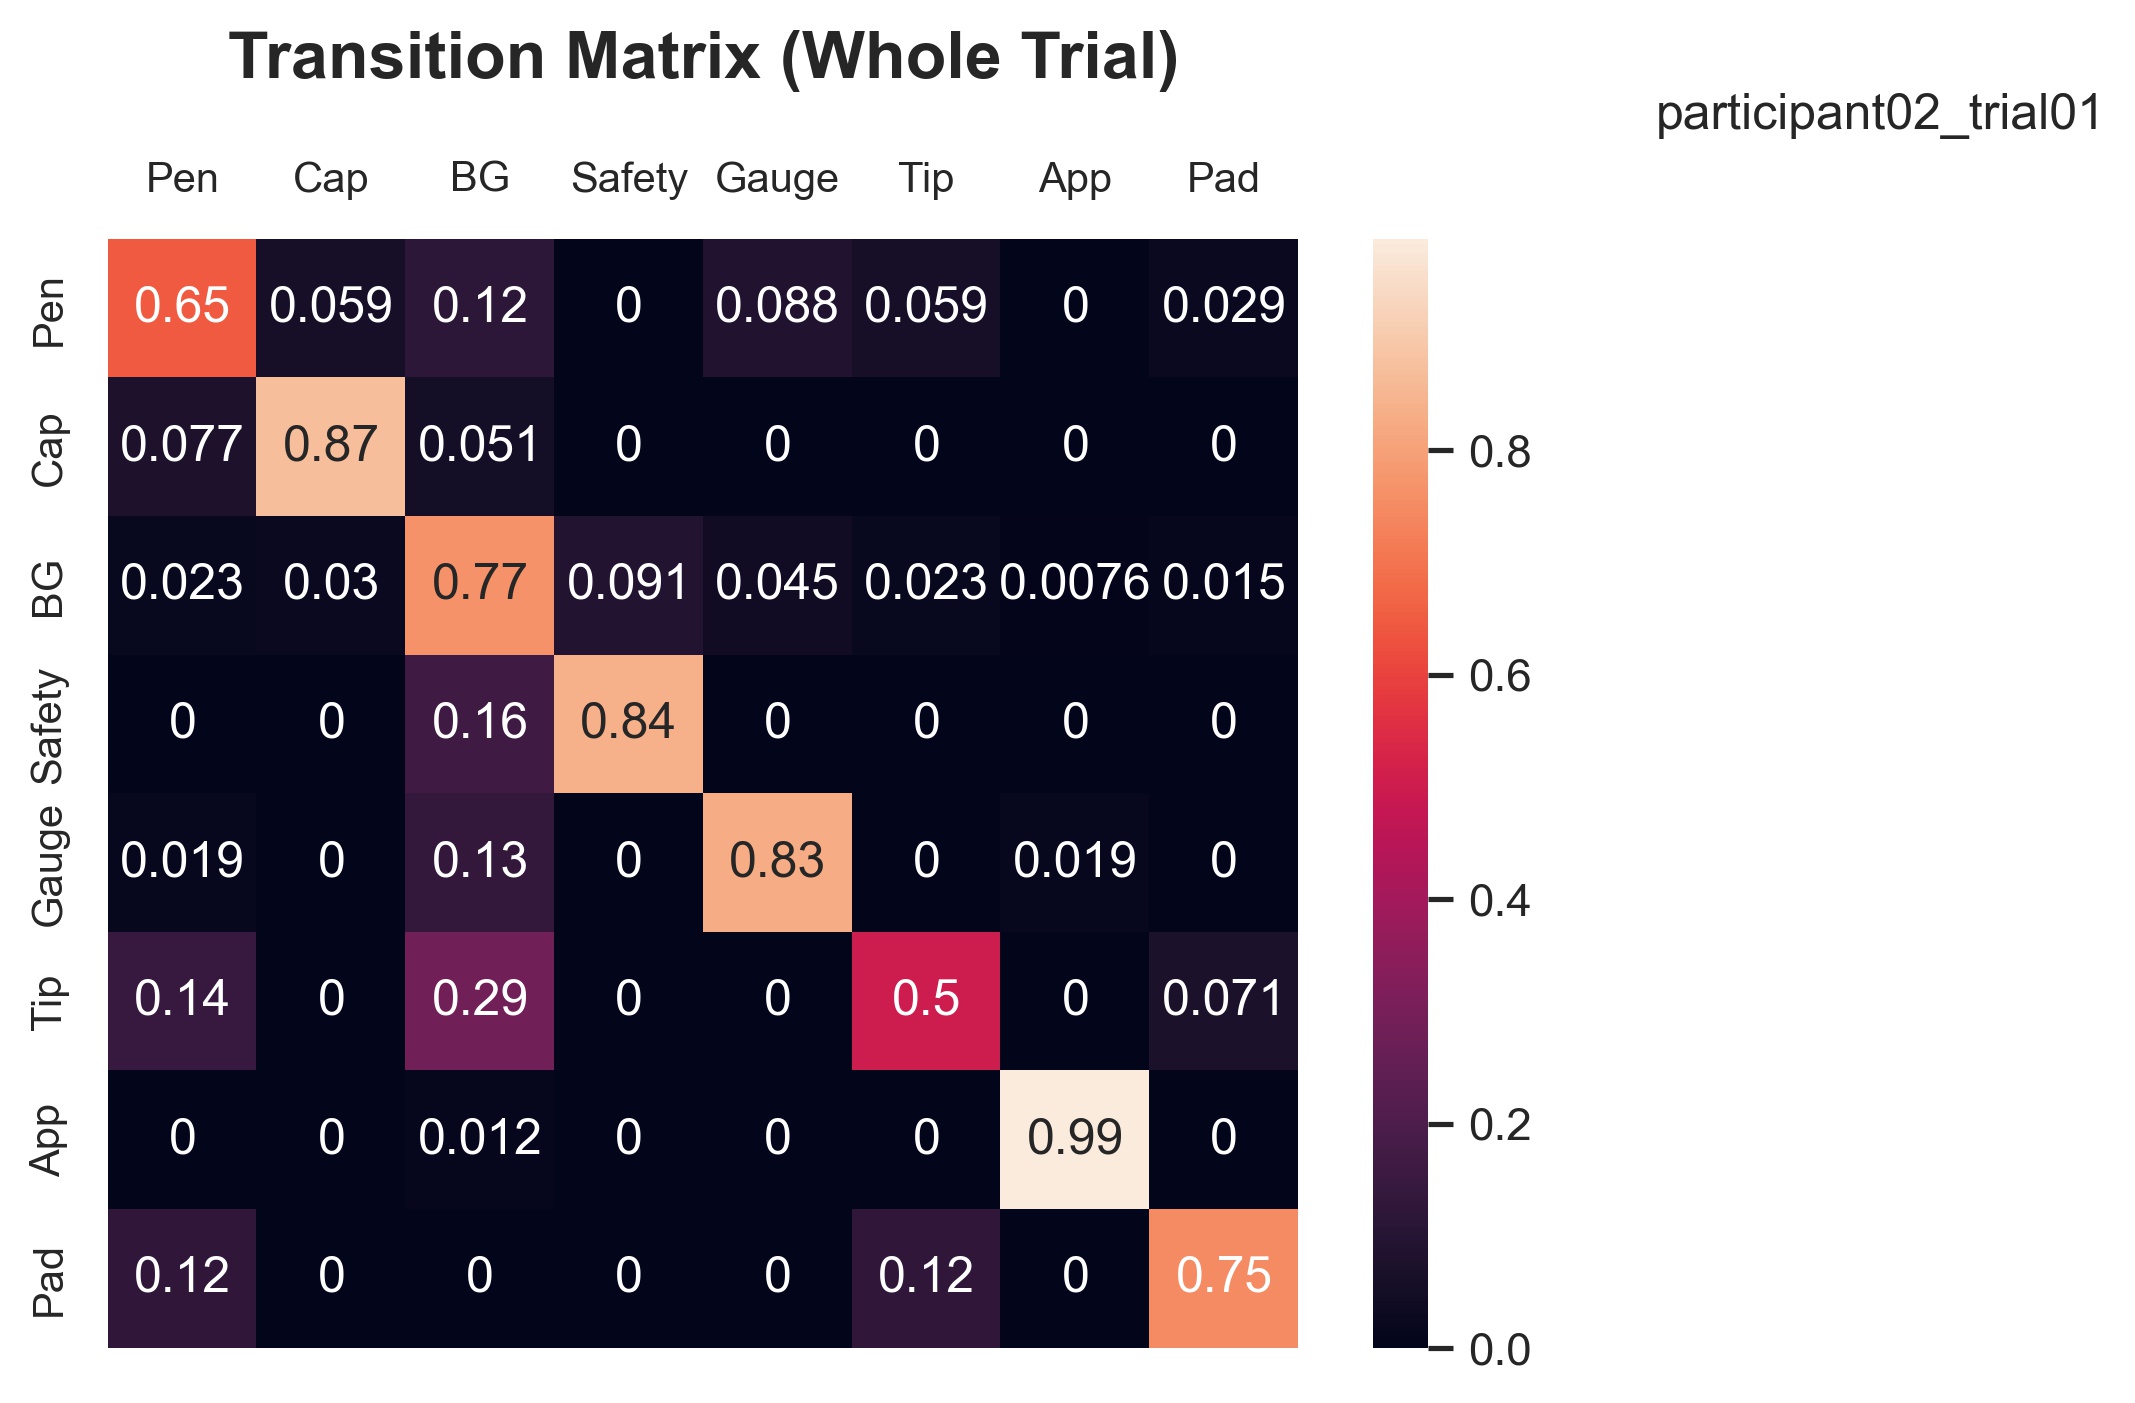 Transition Matrix (Whole Trial)
participant02_trial01
Pen Cap BG Safety Gauge Tip App Pad
Pen 0.65 0.059 0.12 0 0.088 0.059 0 0.029
Cap 0.077 0.87 0.051 0 0 0 0 0
BG 0.023 0.03 0.77 0.091 0.045 0.023 0.0076 0.015
Safety 0 0 0.16 0.84 0 0 0 0
Gauge 0.019 0 0.13 0 0.83 0 0.019 0
Tip 0.14 0 0.29 0 0 0.5 0 0.071
App 0 0 0.012 0 0 0 0.99 0
Pad 0.12 0 0 0 0 0.12 0 0.75
0.8
0.6
0.4
0.2
0.0